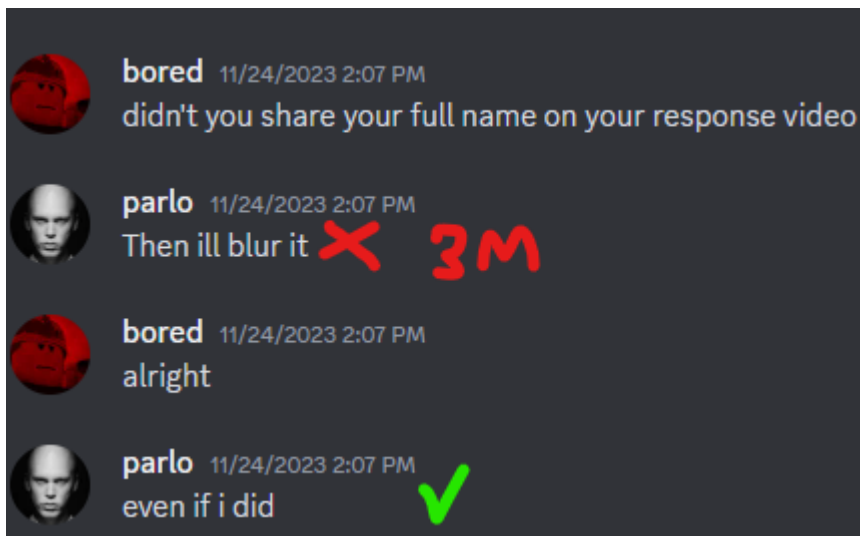 bored 11/24/2023 2:07 PM
didn't you share your full name on your response video
parlo 11/24/2023 2:07 PM
Then ill blur it X 3M
bored 11/24/2023 2:07 PM
alright
parlo 11/24/2023 2:07 PM
even if i did